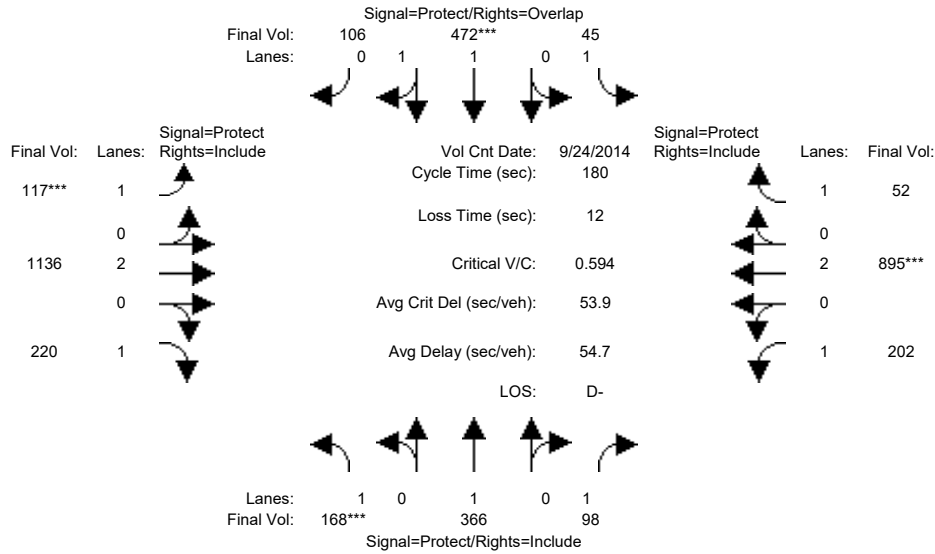 Signal=Protect/Rights=Overlap
Final Vol: 106 472*** 45
Lanes: 0 1 1 0 1
Signal=Protect Signal=Protect
Final Vol: Lanes: Rights=Include Vol Cnt Date: 9/24/2014 Rights=Include Lanes: Final Vol:
Cycle Time (sec): 180
117*** 1 1 52
Loss Time (sec): 12
0 0
1136 2 Critical V/C: 0.594 2 895***
0 Avg Crit Del (sec/veh): 53.9 0
220 1 Avg Delay (sec/veh): 54.7 1 202
LOS: D-
Lanes: 1 0 1 0 1
Final Vol: 168*** 366 98
Signal=Protect/Rights=Include